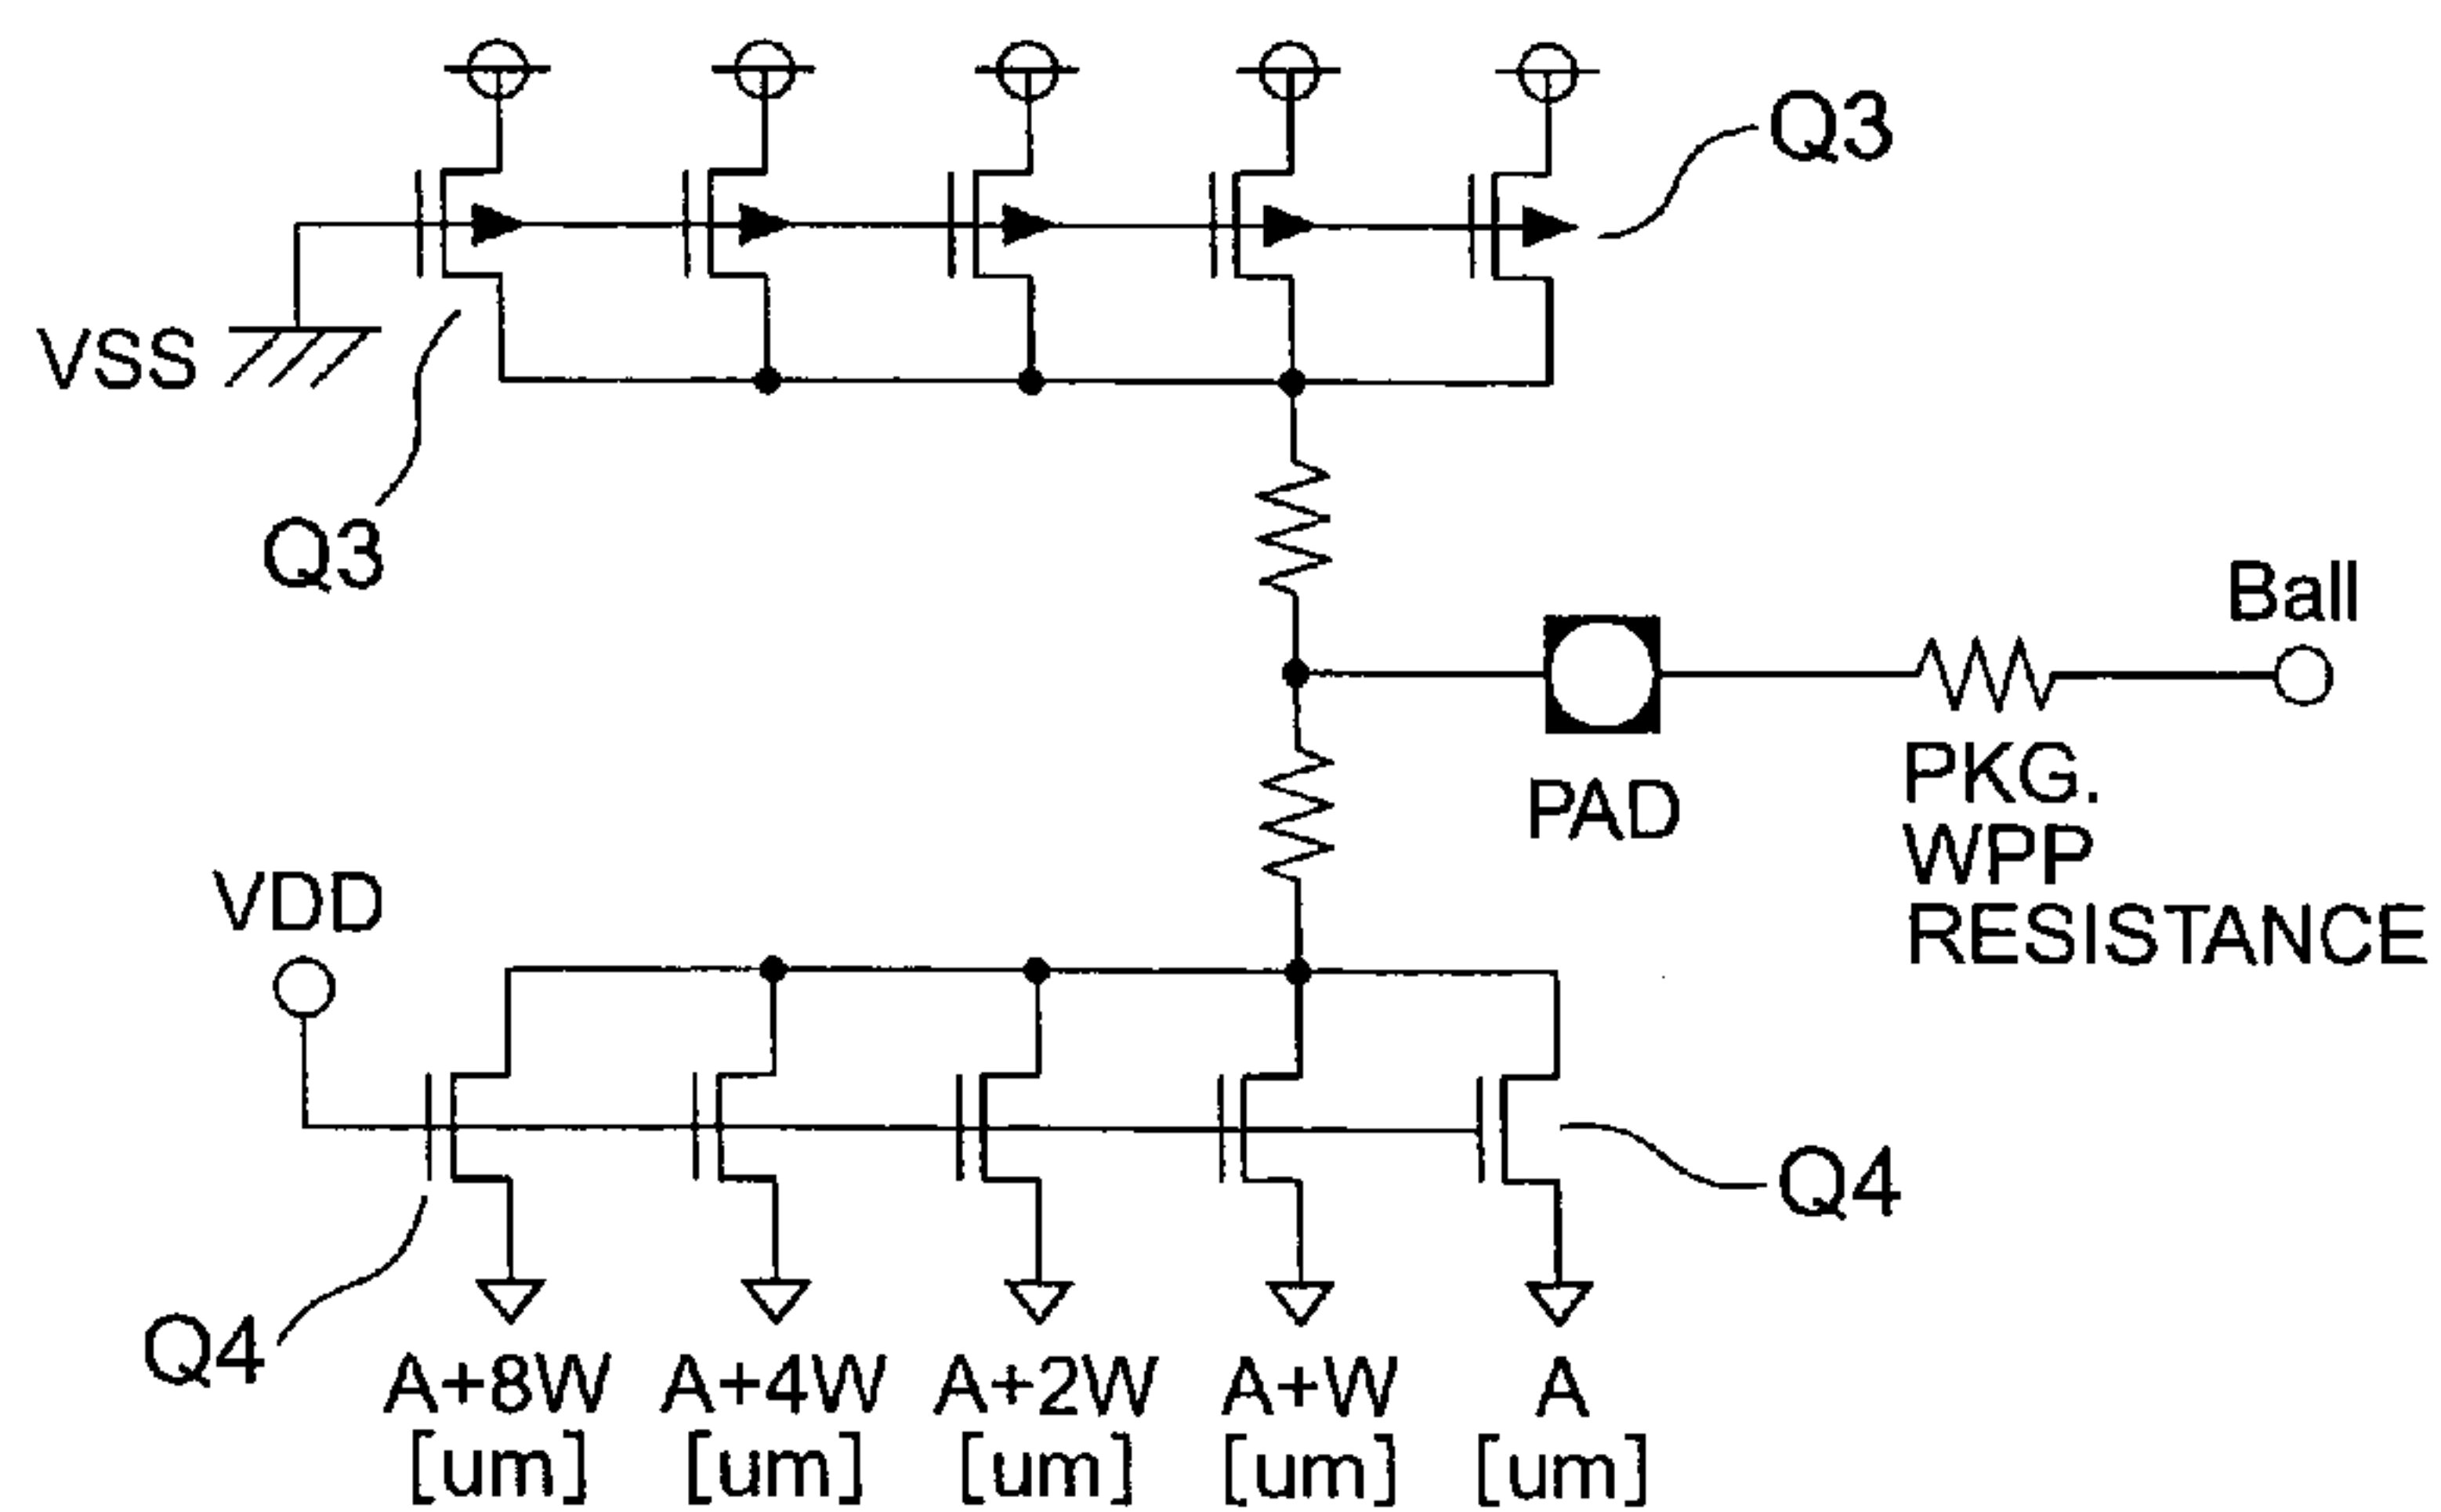 Q3
VSS
Q3
Ball
PAD
PKG.
WPP
RESISTANCE
VDD
Q4
Q4
A+8W
[um]
A+4W
[um]
A+2W
[um]
A+W
[um]
A
[um]